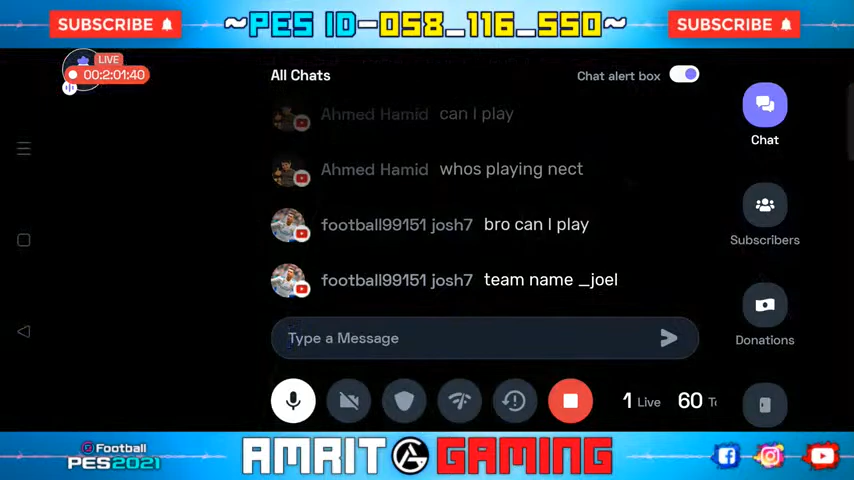 SUBSCRIBE
~PES ID-058_116_550~
SUBSCRIBE
LIVE
00:2:01:40
All Chats
Chat alert box
Ahmed Hamid can I play
Chat
Ahmed Hamid whos playing nect
football99151 josh7 bro can I play
Subscribers
football99151 josh7 team name _joel
Type a Message
Donations
1 Live 60 To
eFootball
PES2021
AMRIT GAMING